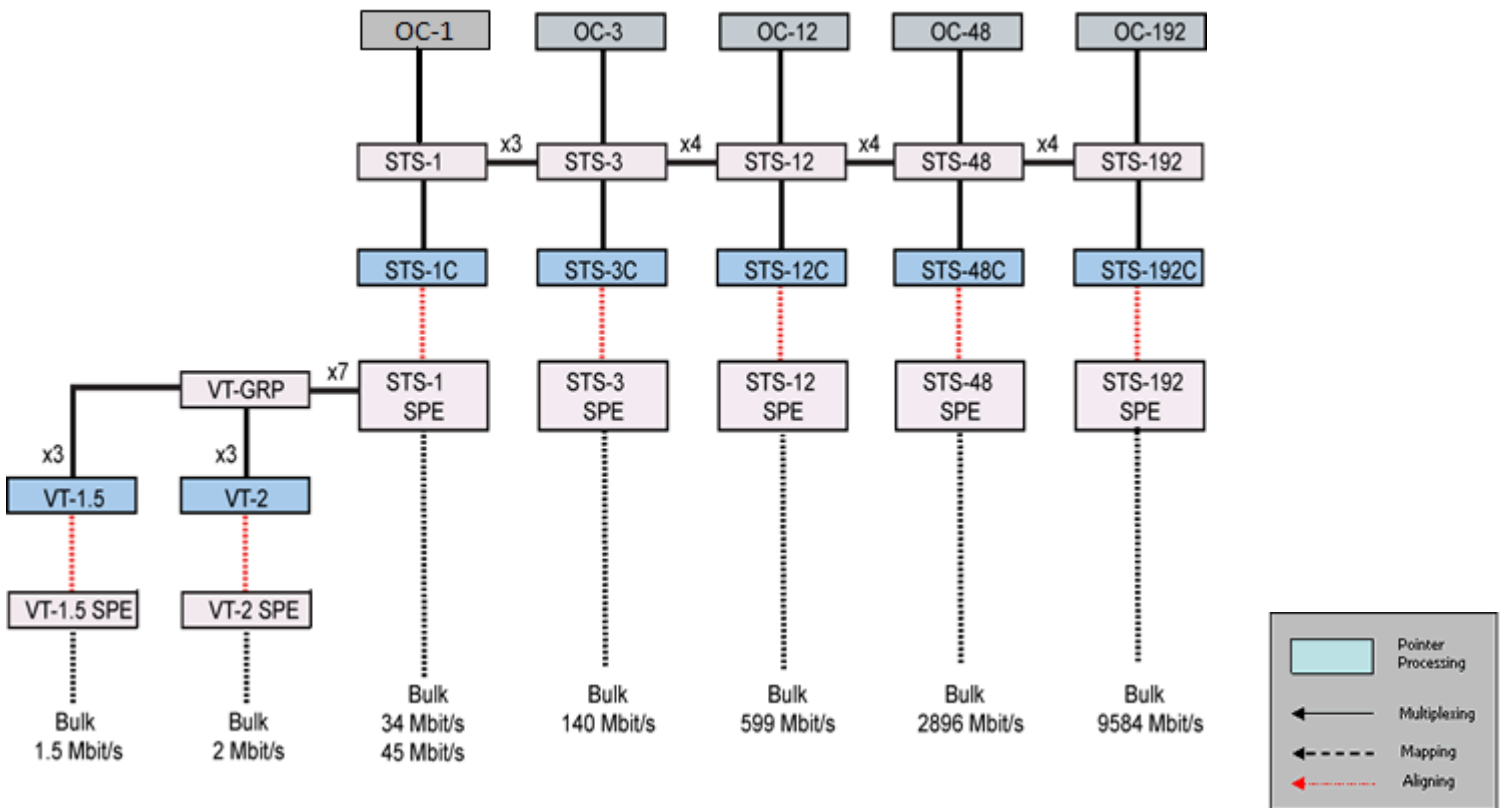 OC-1
OC-3
OC-12
OC-48
OC-192
STS-1
x3
STS-3
x4
STS-12
x4
STS-48
x4
STS-192
STS-1C
STS-3C
STS-12C
STS-48C
STS-192C
VT-GRP
x7
STS-1
SPE
STS-3
SPE
STS-12
SPE
STS-48
SPE
STS-192
SPE
x3
x3
VT-1.5
VT-2
VT-1.5 SPE
VT-2 SPE
Bulk
1.5 Mbit/s
Bulk
2 Mbit/s
Bulk
34 Mbit/s
45 Mbit/s
Bulk
140 Mbit/s
Bulk
599 Mbit/s
Bulk
2896 Mbit/s
Bulk
9584 Mbit/s
Pointer
Processing
Multiplexing
Mapping
Aligning